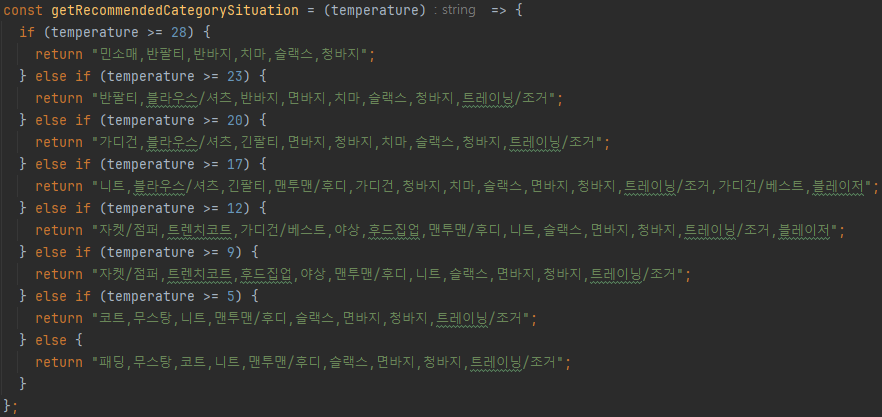 const getRecommendedCategorySituation = (temperature) : string => {
if (temperature >= 28) {
return "민소매,반팔티,반바지,치마,슬랙스,청바지";
} else if (temperature >= 23) {
return "반팔티,블라우스/셔츠,반바지,면바지,치마,슬랙스,청바지,트레이닝/조거";
} else if (temperature >= 20) {
return "가디건,블라우스/셔츠,긴팔티,면바지,청바지,치마,슬랙스,청바지,트레이닝/조거";
} else if (temperature >= 17) {
return "니트,블라우스/셔츠,긴팔티,맨투맨/후디,가디건,청바지,치마,슬랙스,면바지,청바지,트레이닝/조거,가디건/베스트,블레이저";
} else if (temperature >= 12) {
return "자켓/점퍼,트렌치코트,가디건/베스트,야상,후드집업,맨투맨/후디,니트,슬랙스,면바지,청바지,트레이닝/조거,블레이저";
} else if (temperature >= 9) {
return "자켓/점퍼,트렌치코트,후드집업,야상,맨투맨/후디,니트,슬랙스,면바지,청바지,트레이닝/조거";
} else if (temperature >= 5) {
return "코트,무스탕,니트,맨투맨/후디,슬랙스,면바지,청바지,트레이닝/조거";
} else {
return "패딩,무스탕,코트,니트,맨투맨/후디,슬랙스,면바지,청바지,트레이닝/조거";
}
};